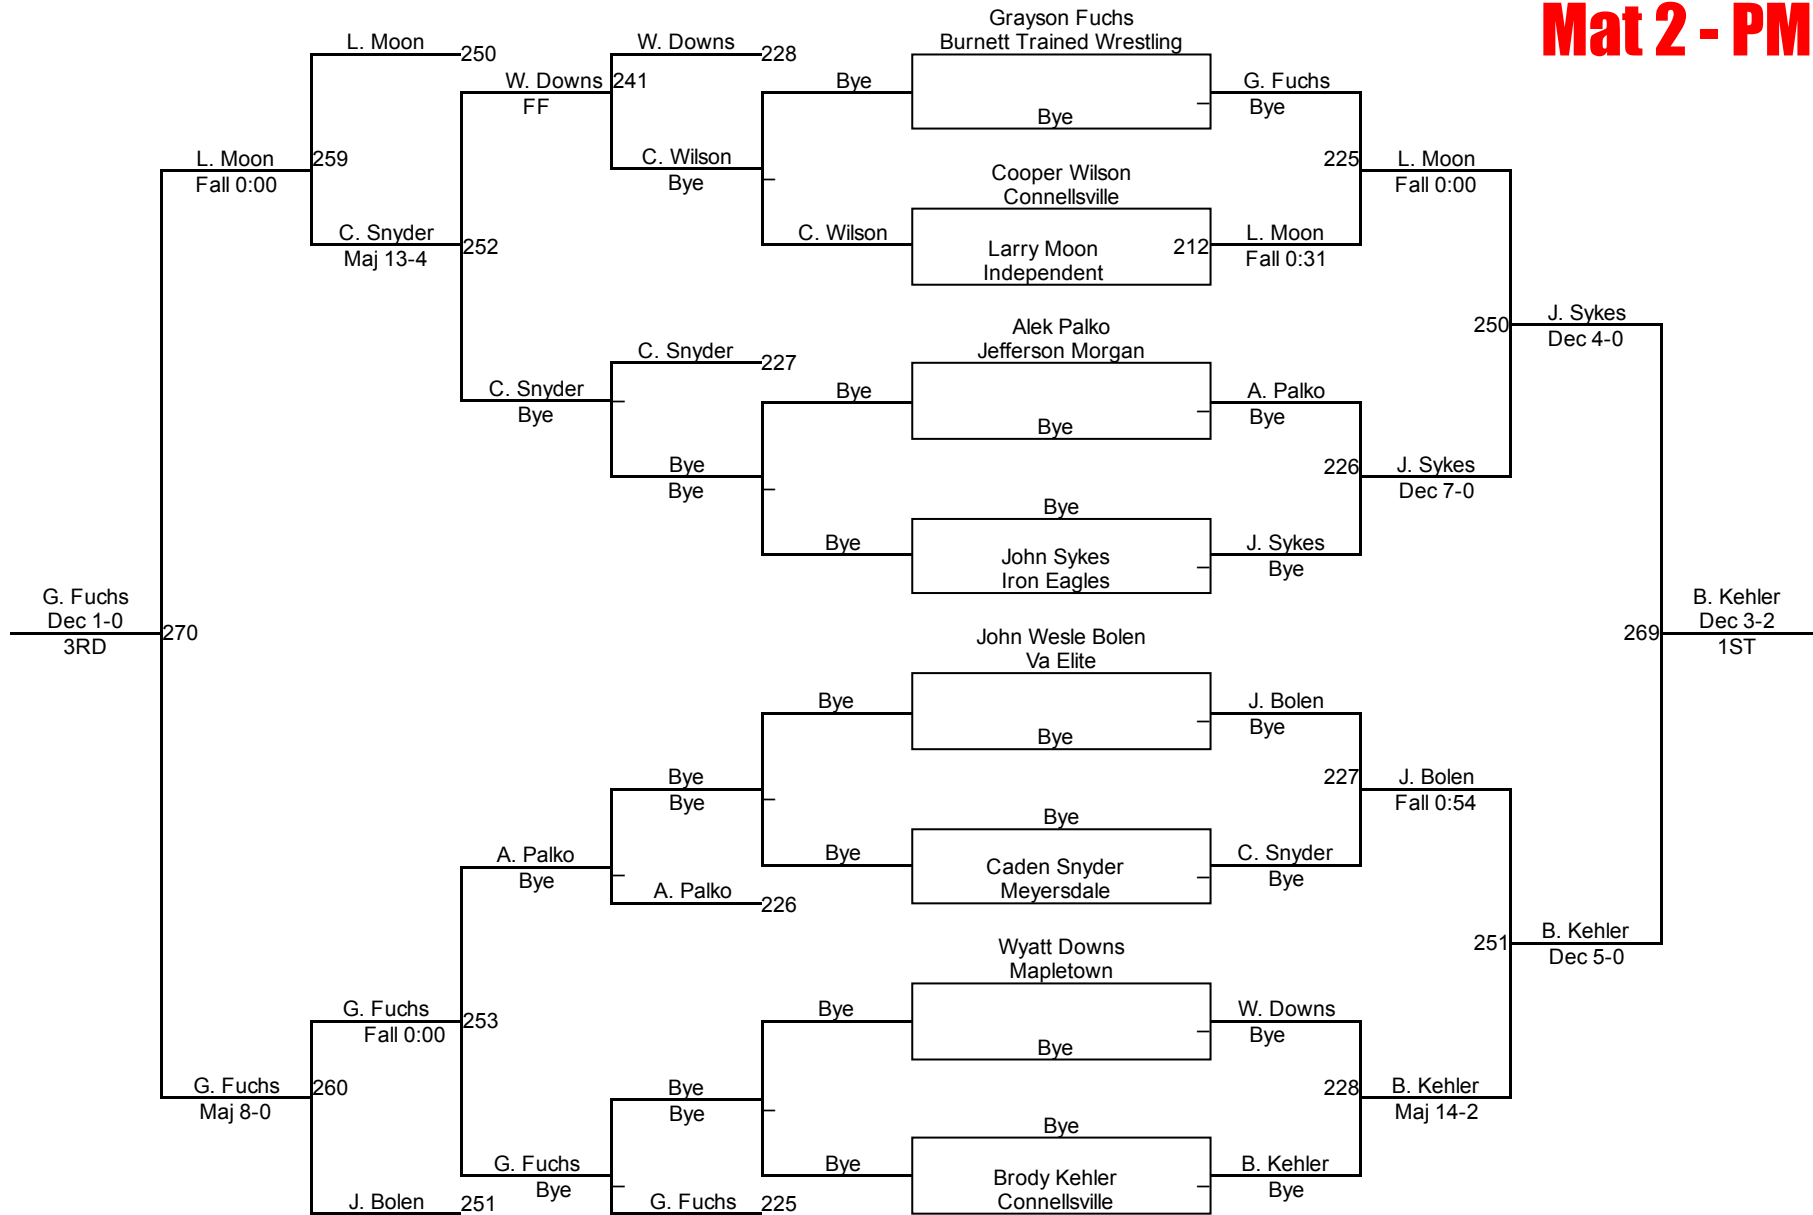 Mat 2 - PM
Grayson Fuchs
Burnett Trained Wrestling
L. Moon
250
W. Downs
228
W. Downs
241
FF
Bye
Bye
G. Fuchs
Bye
C. Wilson
Bye
L. Moon
Fall 0:00
259
225
L. Moon
Fall 0:00
Cooper Wilson
Connellsville
C. Snyder
Maj 13-4
252
C. Wilson
Larry Moon
Independent
212
L. Moon
Fall 0:31
Alek Palko
Jefferson Morgan
250
J. Sykes
Dec 4-0
C. Snyder
227
C. Snyder
Bye
Bye
Bye
A. Palko
Bye
Bye
Bye
226
J. Sykes
Dec 7-0
Bye
Bye
John Sykes
Iron Eagles
J. Sykes
Bye
G. Fuchs
Dec 1-0
3RD
270
269
B. Kehler
Dec 3-2
1ST
John Wesle Bolen
Va Elite
Bye
Bye
J. Bolen
Bye
Bye
Bye
227
J. Bolen
Fall 0:54
Bye
A. Palko
Bye
Bye
Caden Snyder
Meyersdale
C. Snyder
Bye
A. Palko
226
251
B. Kehler
Dec 5-0
Wyatt Downs
Mapletown
G. Fuchs
Fall 0:00
253
Bye
Bye
W. Downs
Bye
G. Fuchs
Maj 8-0
260
Bye
Bye
228
B. Kehler
Maj 14-2
Bye
G. Fuchs
Bye
Bye
Brody Kehler
Connellsville
B. Kehler
Bye
J. Bolen
251
G. Fuchs
225